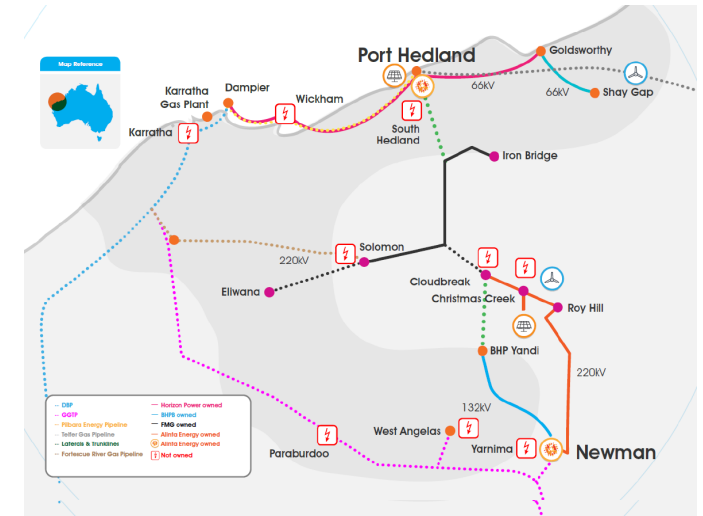 Map Reference
Port Hedland
Goldsworthy
66kV
66kV
Shay Gap
Karratha
Gas Plant
Dampier
Wickham
Karratha
South
Hedland
Iron Bridge
Solomon
220kV
Eliwana
Cloudbreak
Christmas Creek
Roy Hill
BHP Yandi
220kV
132kV
West Angelas
Paraburdoo
Yarnima
Newman
DBP
GGTP
Pilbara Energy Pipeline
Telfer Gas Pipeline
Laterals & Trunklines
Fortescue River Gas Pipeline
Horizon Power owned
BHPB owned
FMG owned
Alinta Energy owned
Alinta Energy owned
Not owned